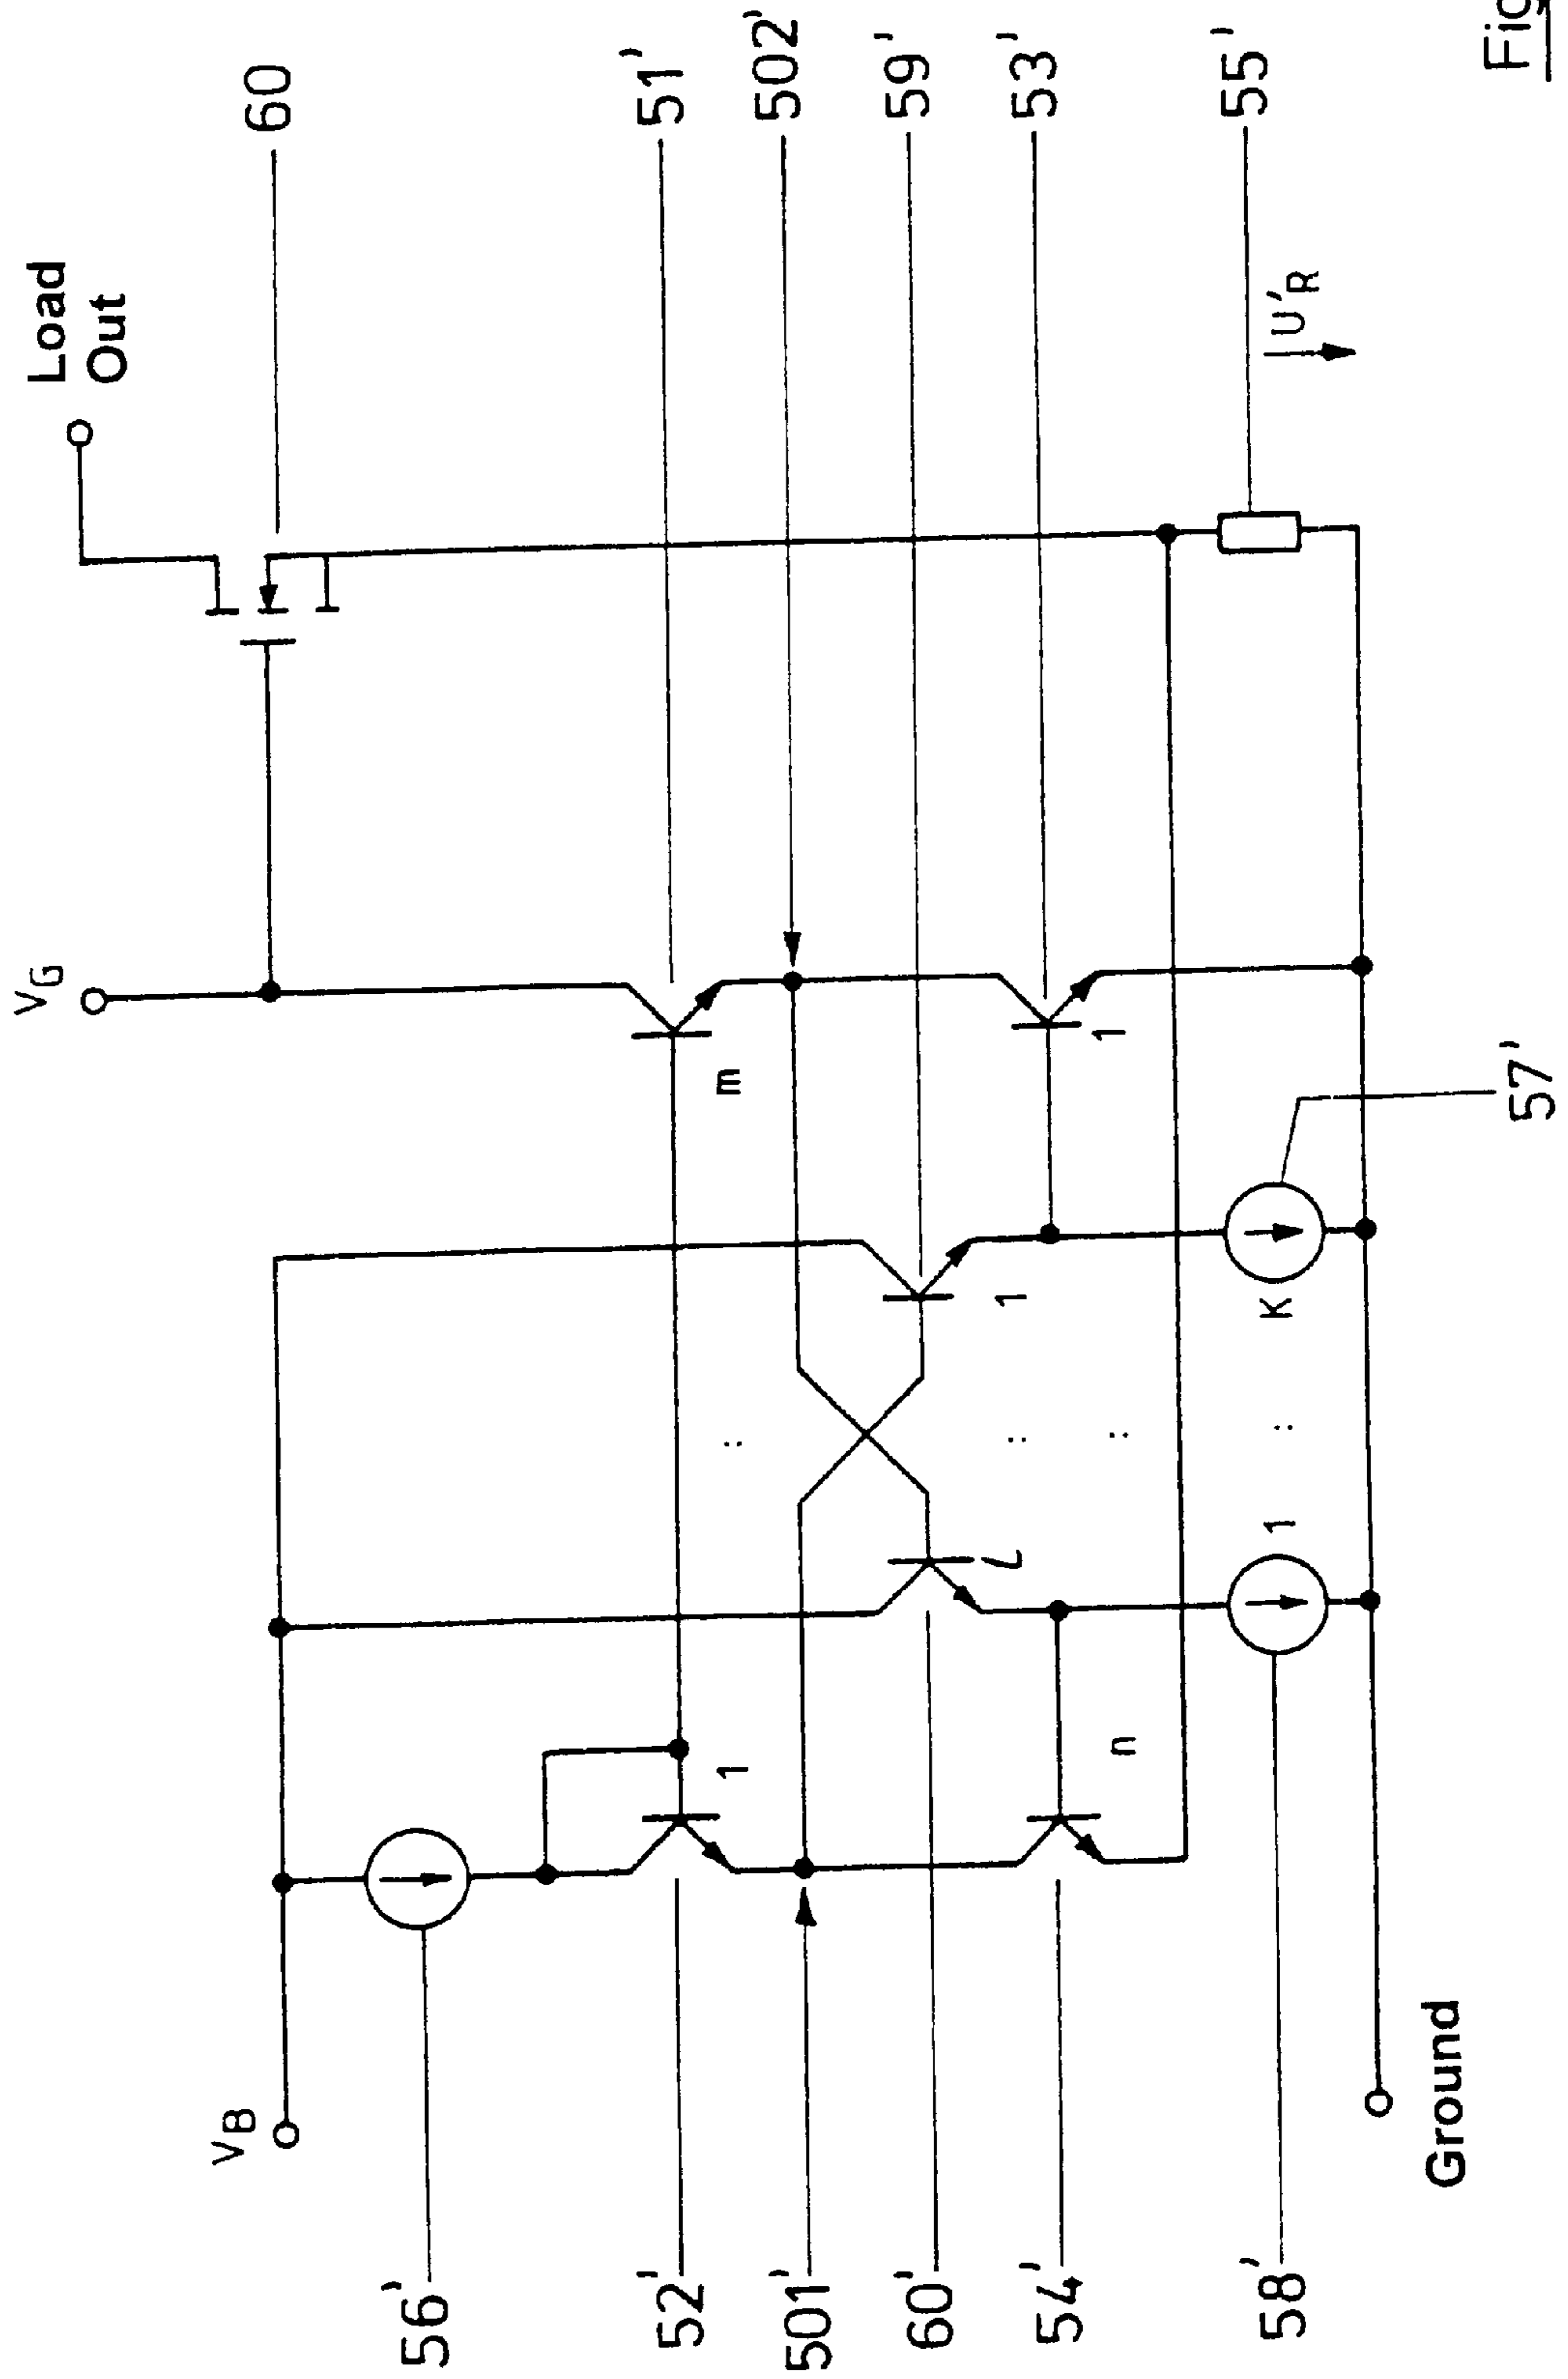 Load
Out
V_G
V_B
60
51'
502'
59'
53'
55'
U'_R
56'
52'
501'
60'
54'
58'
57'
1
:
m
L
1
:
n
:
1
1
:
K
Ground
Fig